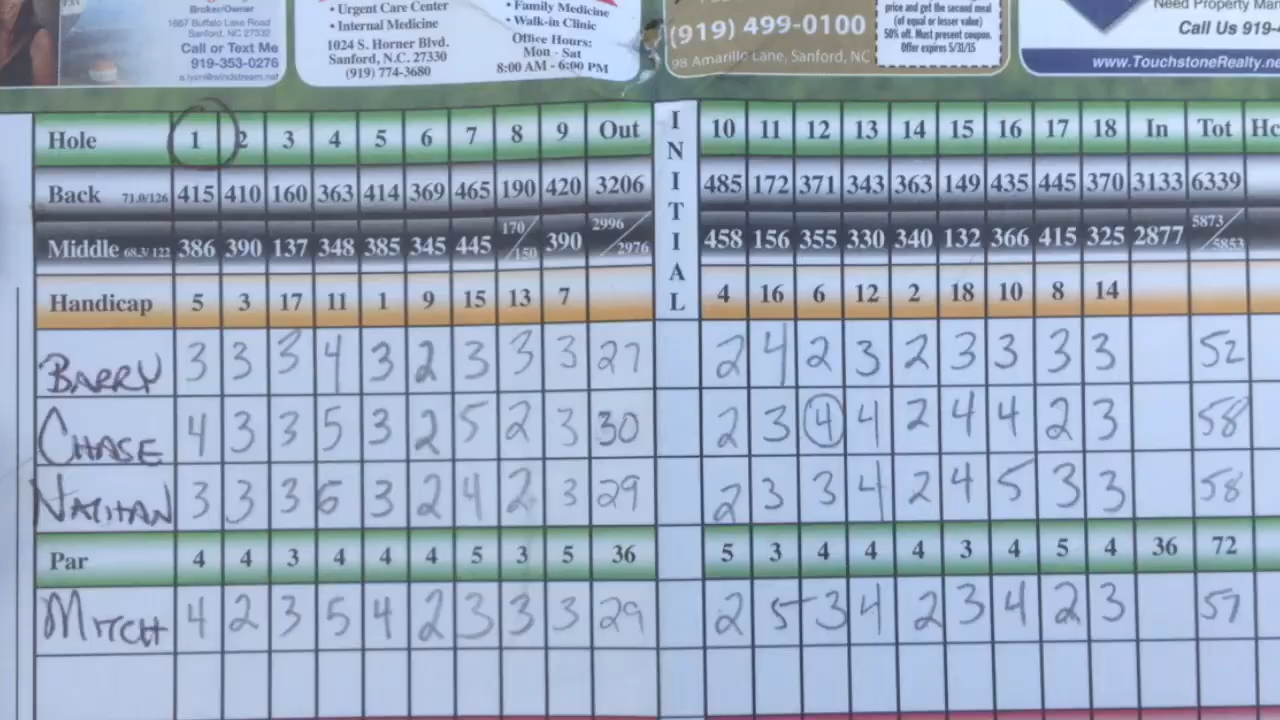 Broker/Owner
1667 Buffalo Lake Road
Sanford, NC 27332
Call or Text Me
919-353-0276
• Urgent Care Center
• Internal Medicine
1024 S. Horner Blvd.
Sanford, N.C. 27330
(919) 774-3680
• Family Medicine
• Walk-in Clinic
Office Hours:
Mon - Sat
8:00 AM - 6:00 PM
(919) 499-0100
98 Amarillo Lane, Sanford, NC
price and get the second meal
(of equal or lesser value)
50% off. Must present coupon.
Offer expires 5/31/15
Need Property
Call Us 919-
www.TouchstoneRealty.ne
Hole 1 2 3 4 5 6 7 8 9 Out INITIAL 10 11 12 13 14 15 16 17 18 In Tot Hc
Back 71.0/126 415 410 160 363 414 369 465 190 420 3206 485 172 371 343 363 149 435 445 370 3133 6339
Middle 68.3/122 386 390 137 348 385 345 445 170/150 390 2996/2976 458 156 355 330 340 132 366 415 325 2877 5873/5853
Handicap 5 3 17 11 1 9 15 13 7 4 16 6 12 2 18 10 8 14
BARRY 3 3 3 4 3 2 3 3 3 27 2 4 2 3 2 3 3 3 3 52
CHASE 4 3 3 5 3 2 5 2 3 30 2 3 4 4 2 4 4 2 3 58
NATHAN 3 3 3 6 3 2 4 2 3 29 2 3 3 4 2 4 5 3 3 58
Par 4 4 3 4 4 4 5 3 5 36 5 3 4 4 4 3 4 5 4 36 72
MITCH 4 2 3 5 4 2 3 3 3 29 2 5 3 4 2 3 4 2 3 57